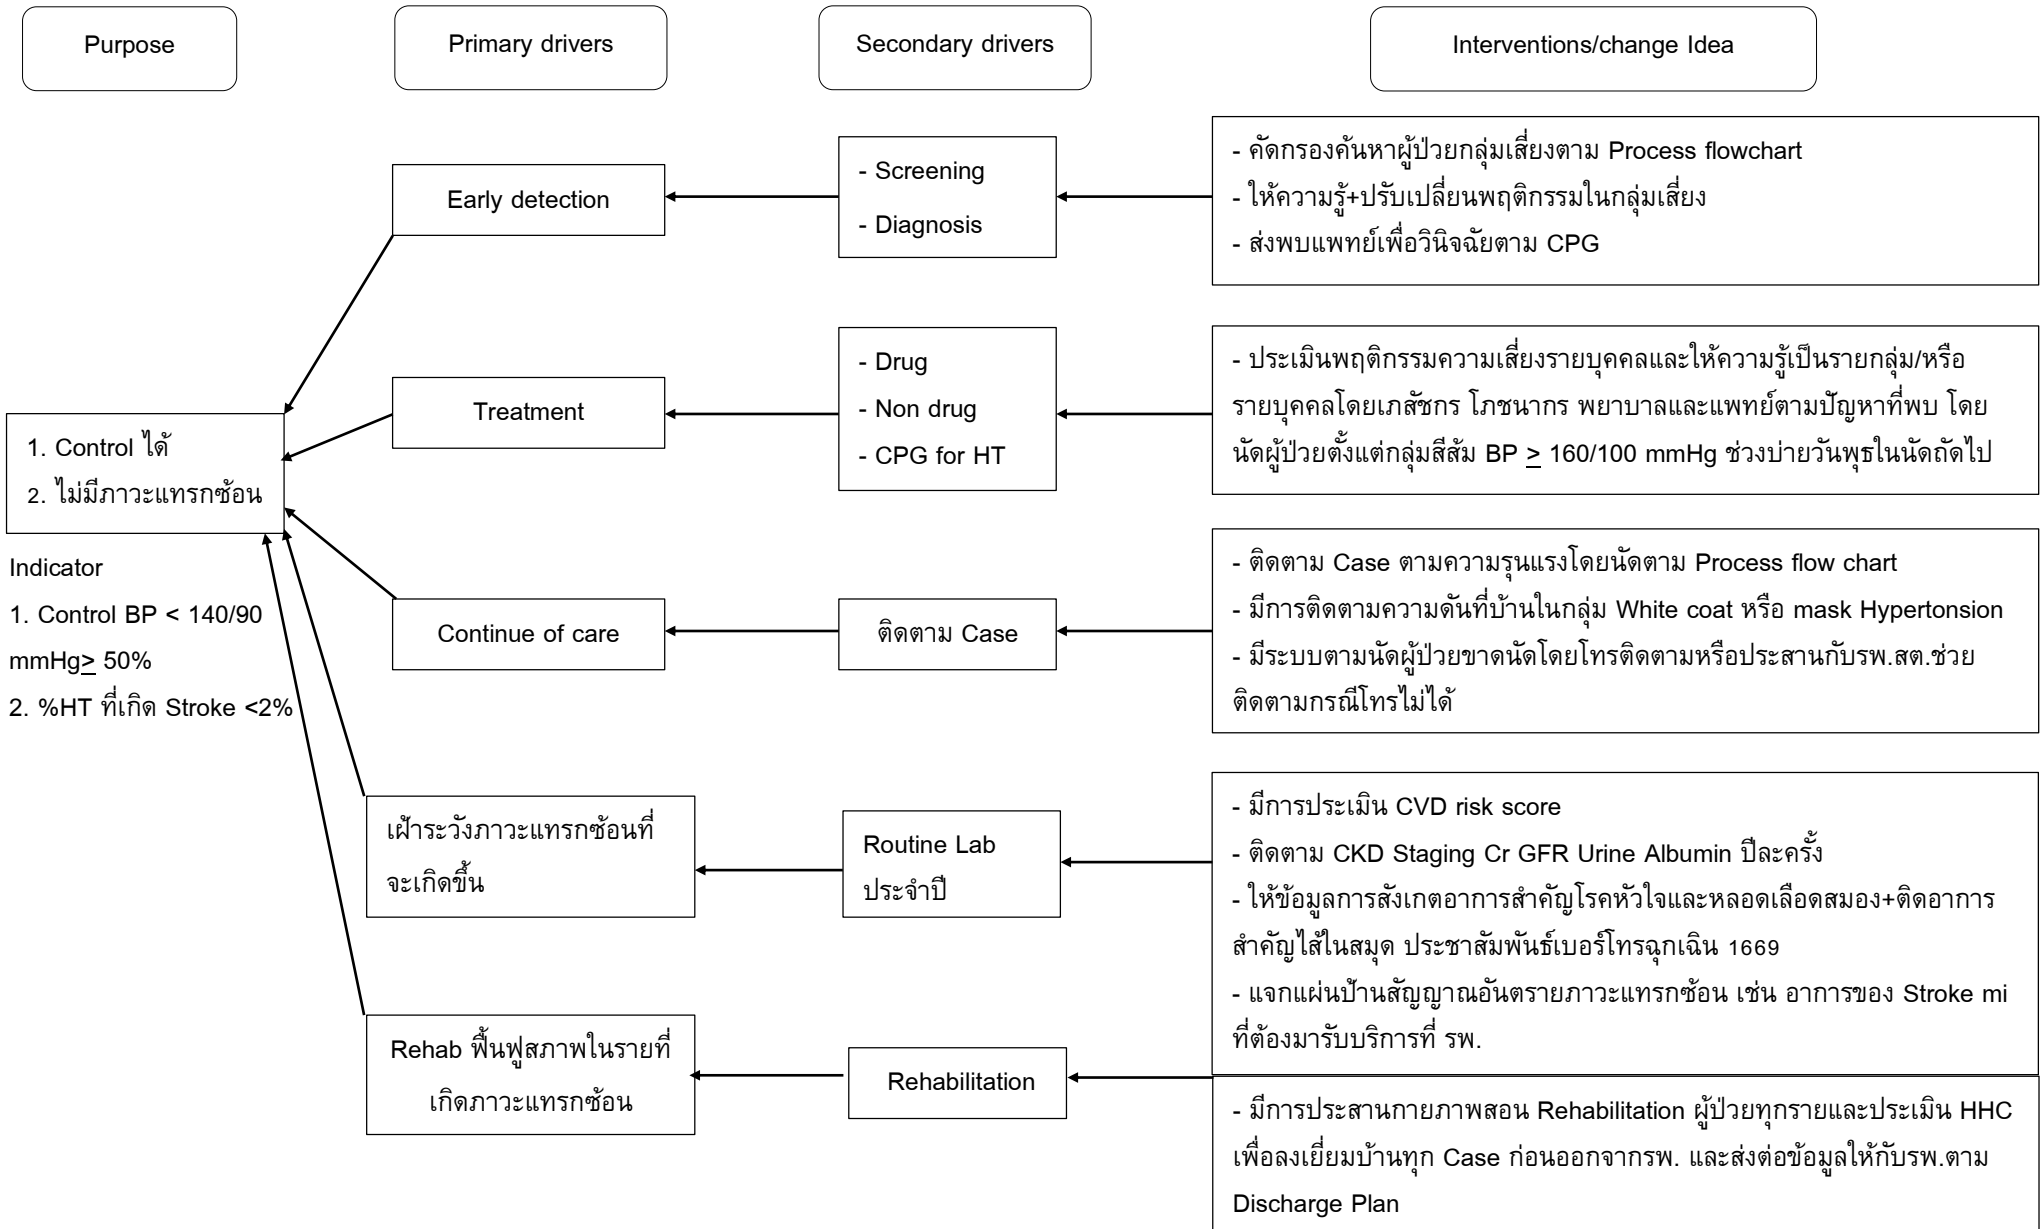 Purpose
Primary drivers
Secondary drivers
Interventions/change Idea
Early detection
- Screening
- Diagnosis
- คัดกรองค้นหาผู้ป่วยกลุ่มเสี่ยงตาม Process flowchart
- ให้ความรู้+ปรับเปลี่ยนพฤติกรรมในกลุ่มเสี่ยง
- ส่งพบแพทย์เพื่อวินิจฉัยตาม CPG
Treatment
- Drug
- Non drug
- CPG for HT
- ประเมินพฤติกรรมความเสี่ยงรายบุคคลและให้ความรู้เป็นรายกลุ่ม/หรือ
รายบุคคลโดยเภสัชกร โภชนากร พยาบาลและแพทย์ตามปัญหาที่พบ โดย
นัดผู้ป่วยตั้งแต่กลุ่มสีส้ม BP ≥ 160/100 mmHg ช่วงบ่ายวันพุธในนัดถัดไป
1. Control ได้
2. ไม่มีภาวะแทรกซ้อน
Indicator
1. Control BP < 140/90
mmHg≥ 50%
2. %HT ที่เกิด Stroke <2%
Continue of care
ติดตาม Case
- ติดตาม Case ตามความรุนแรงโดยนัดตาม Process flow chart
- มีการติดตามความดันที่บ้านในกลุ่ม White coat หรือ mask Hypertonsion
- มีระบบตามนัดผู้ป่วยขาดนัดโดยโทรติดตามหรือประสานกับรพ.สต.ช่วย
ติดตามกรณีโทรไม่ได้
เฝ้าระวังภาวะแทรกซ้อนที่
จะเกิดขึ้น
Routine Lab
ประจำปี
- มีการประเมิน CVD risk score
- ติดตาม CKD Staging Cr GFR Urine Albumin ปีละครั้ง
- ให้ข้อมูลการสังเกตอาการสำคัญโรคหัวใจและหลอดเลือดสมอง+ติดอาการ
สำคัญไส้ในสมุด ประชาสัมพันธ์เบอร์โทรฉุกเฉิน 1669
- แจกแผ่นป้านสัญญาณอันตรายภาวะแทรกซ้อน เช่น อาการของ Stroke mi
ที่ต้องมารับบริการที่ รพ.
Rehab ฟื้นฟูสภาพในรายที่
เกิดภาวะแทรกซ้อน
Rehabilitation
- มีการประสานกายภาพสอน Rehabilitation ผู้ป่วยทุกรายและประเมิน HHC
เพื่อลงเยี่ยมบ้านทุก Case ก่อนออกจากรพ. และส่งต่อข้อมูลให้กับรพ.ตาม
Discharge Plan